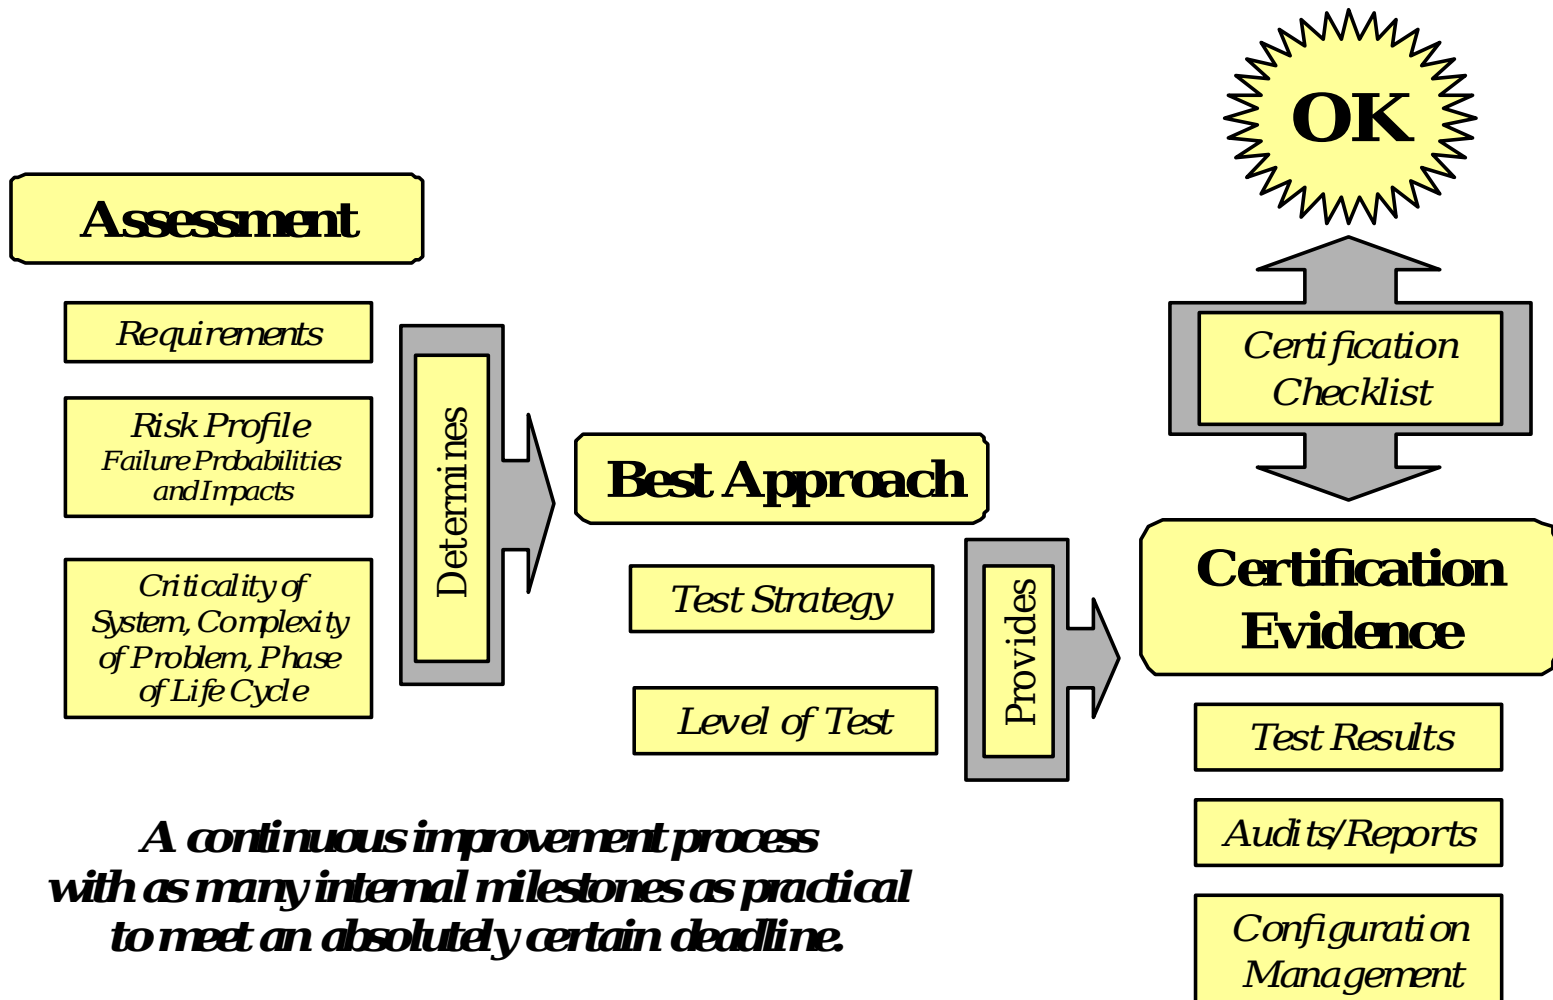 OK
Assessment
Requirements
Risk Profile
Failure Probabilities
and Impacts
Criticality of
System, Complexity
of Problem, Phase
of Life Cycle
Determines
Best Approach
Test Strategy
Level of Test
Provides
Certification
Checklist
Certification
Evidence
Test Results
Audits/Reports
Configuration
Management
A continuous improvement process
with as many internal milestones as practical
to meet an absolutely certain deadline.